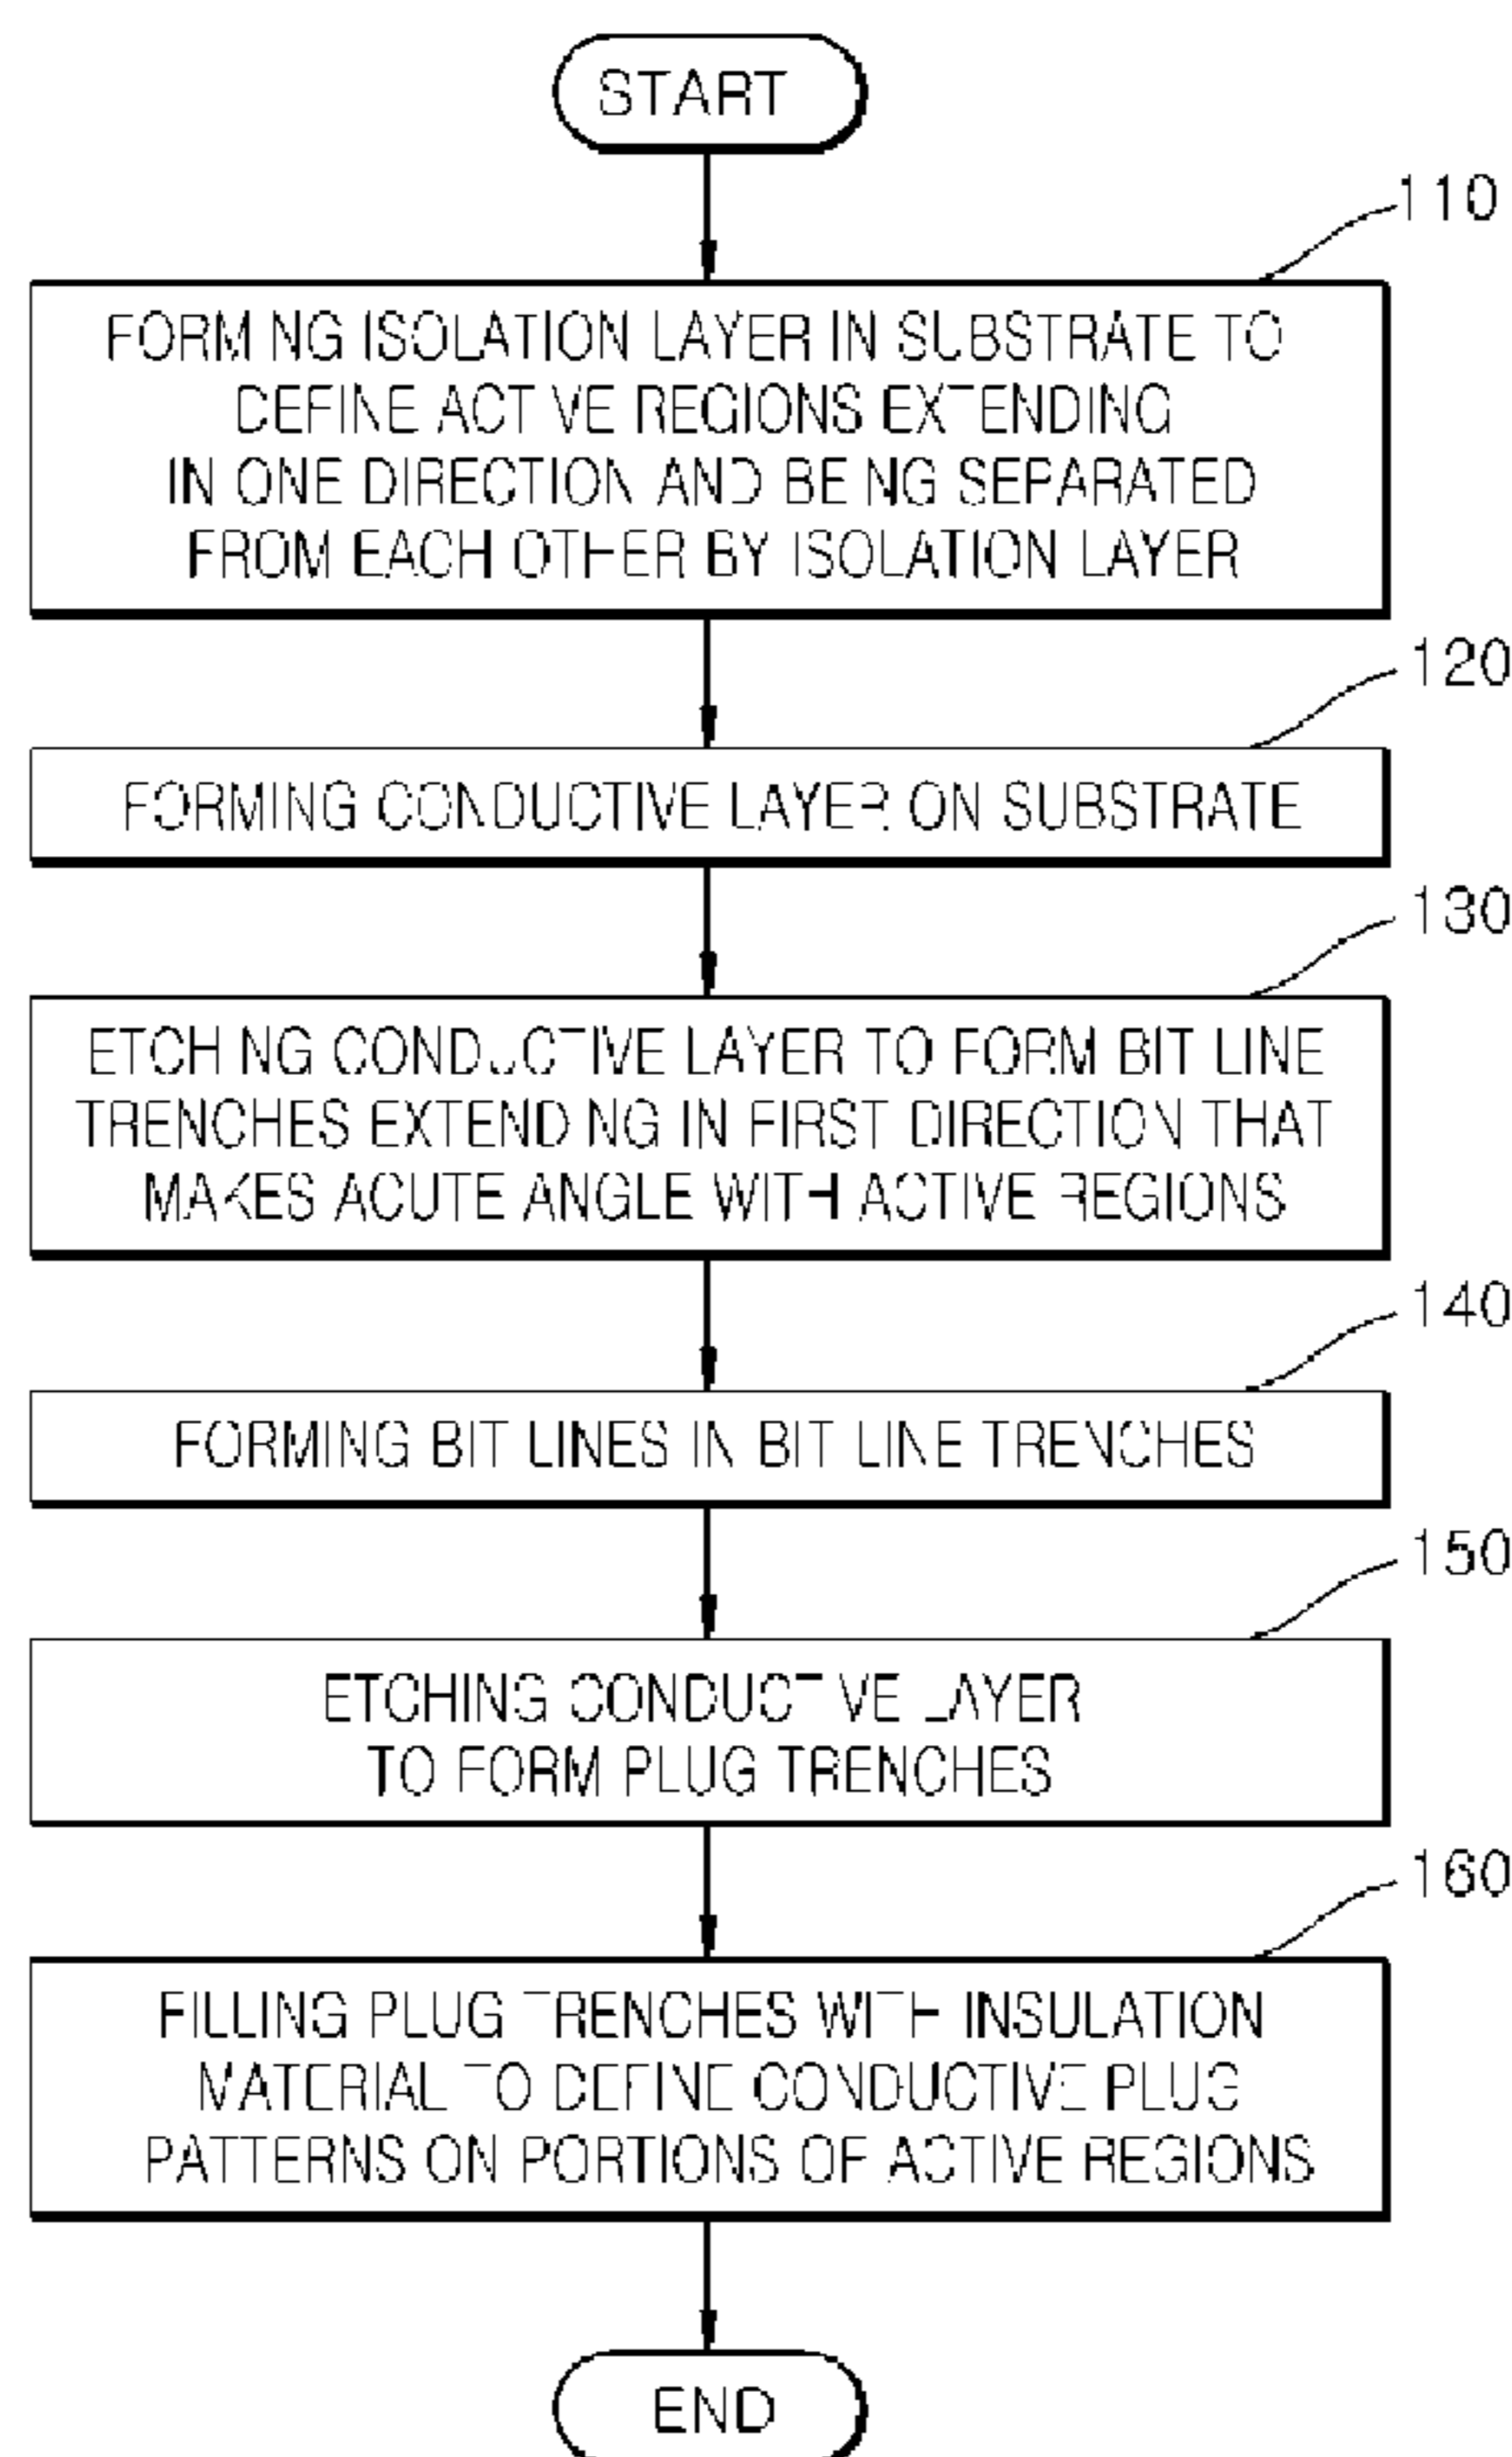 START
110
FORMING ISOLATION LAYER IN SUBSTRATE TO
DEFINE ACTIVE REGIONS EXTENDING
IN ONE DIRECTION AND BEING SEPARATED
FROM EACH OTHER BY ISOLATION LAYER
120
FORMING CONDUCTIVE LAYER ON SUBSTRATE
130
ETCHING CONDUCTIVE LAYER TO FORM BIT LINE
TRENCHES EXTENDING IN FIRST DIRECTION THAT
MAKES ACUTE ANGLE WITH ACTIVE REGIONS
140
FORMING BIT LINES IN BIT LINE TRENCHES
150
ETCHING CONDUCTIVE LAYER
TO FORM PLUG TRENCHES
160
FILLING PLUG TRENCHES WITH INSULATION
MATERIAL TO DEFINE CONDUCTIVE PLUG
PATTERNS ON PORTIONS OF ACTIVE REGIONS
END